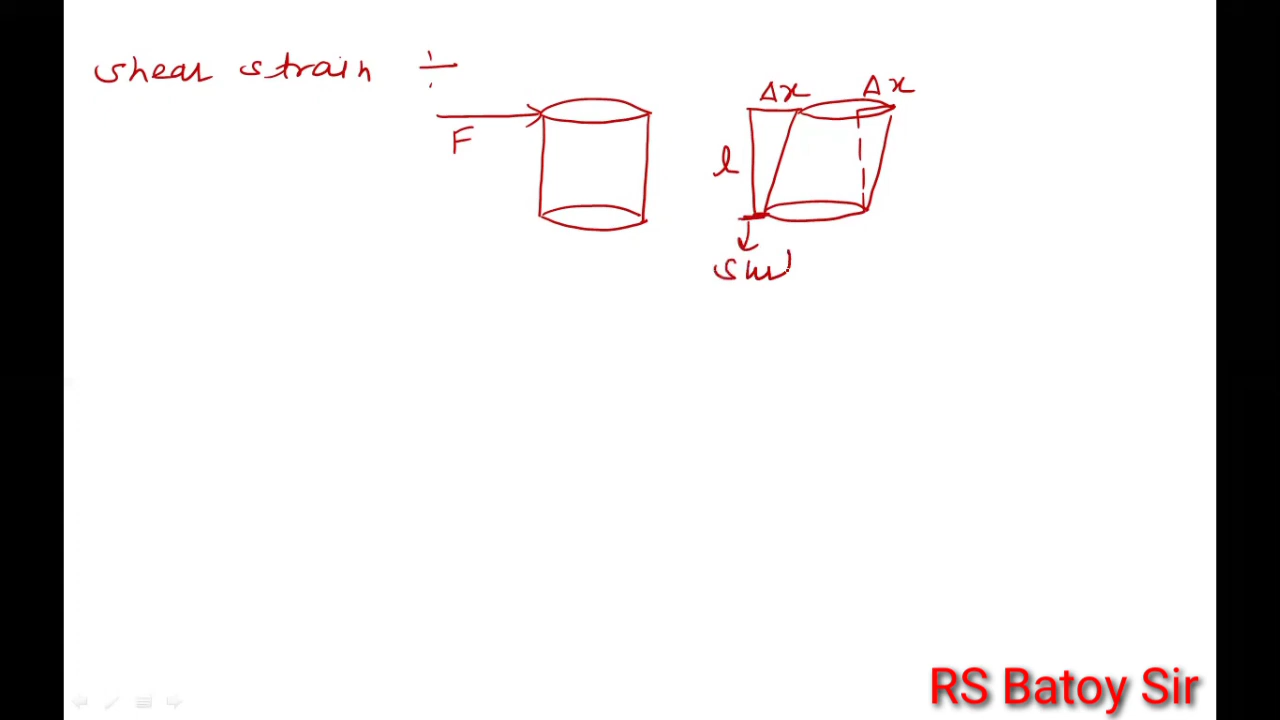 shear strain ÷
Δx Δx
F
l
RS Batoy Sir